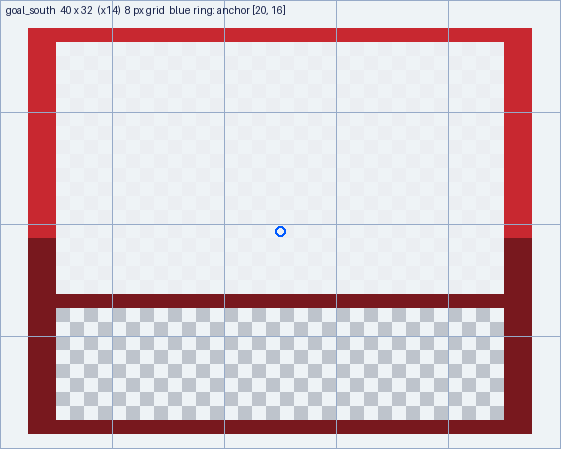 goal_south 40 x 32 (x14) 8 px grid blue ring: anchor [20, 16]